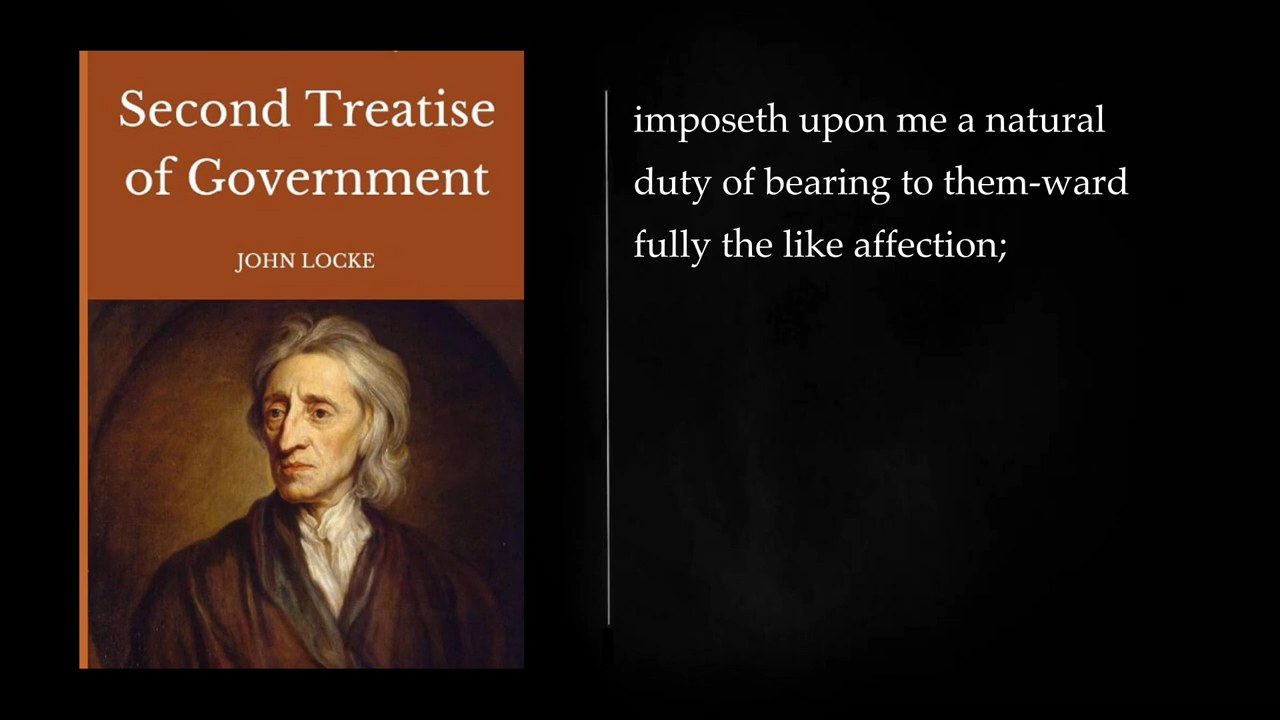 Second Treatise
of Government
JOHN LOCKE
imposeth upon me a natural
duty of bearing to them-ward
fully the like affection;